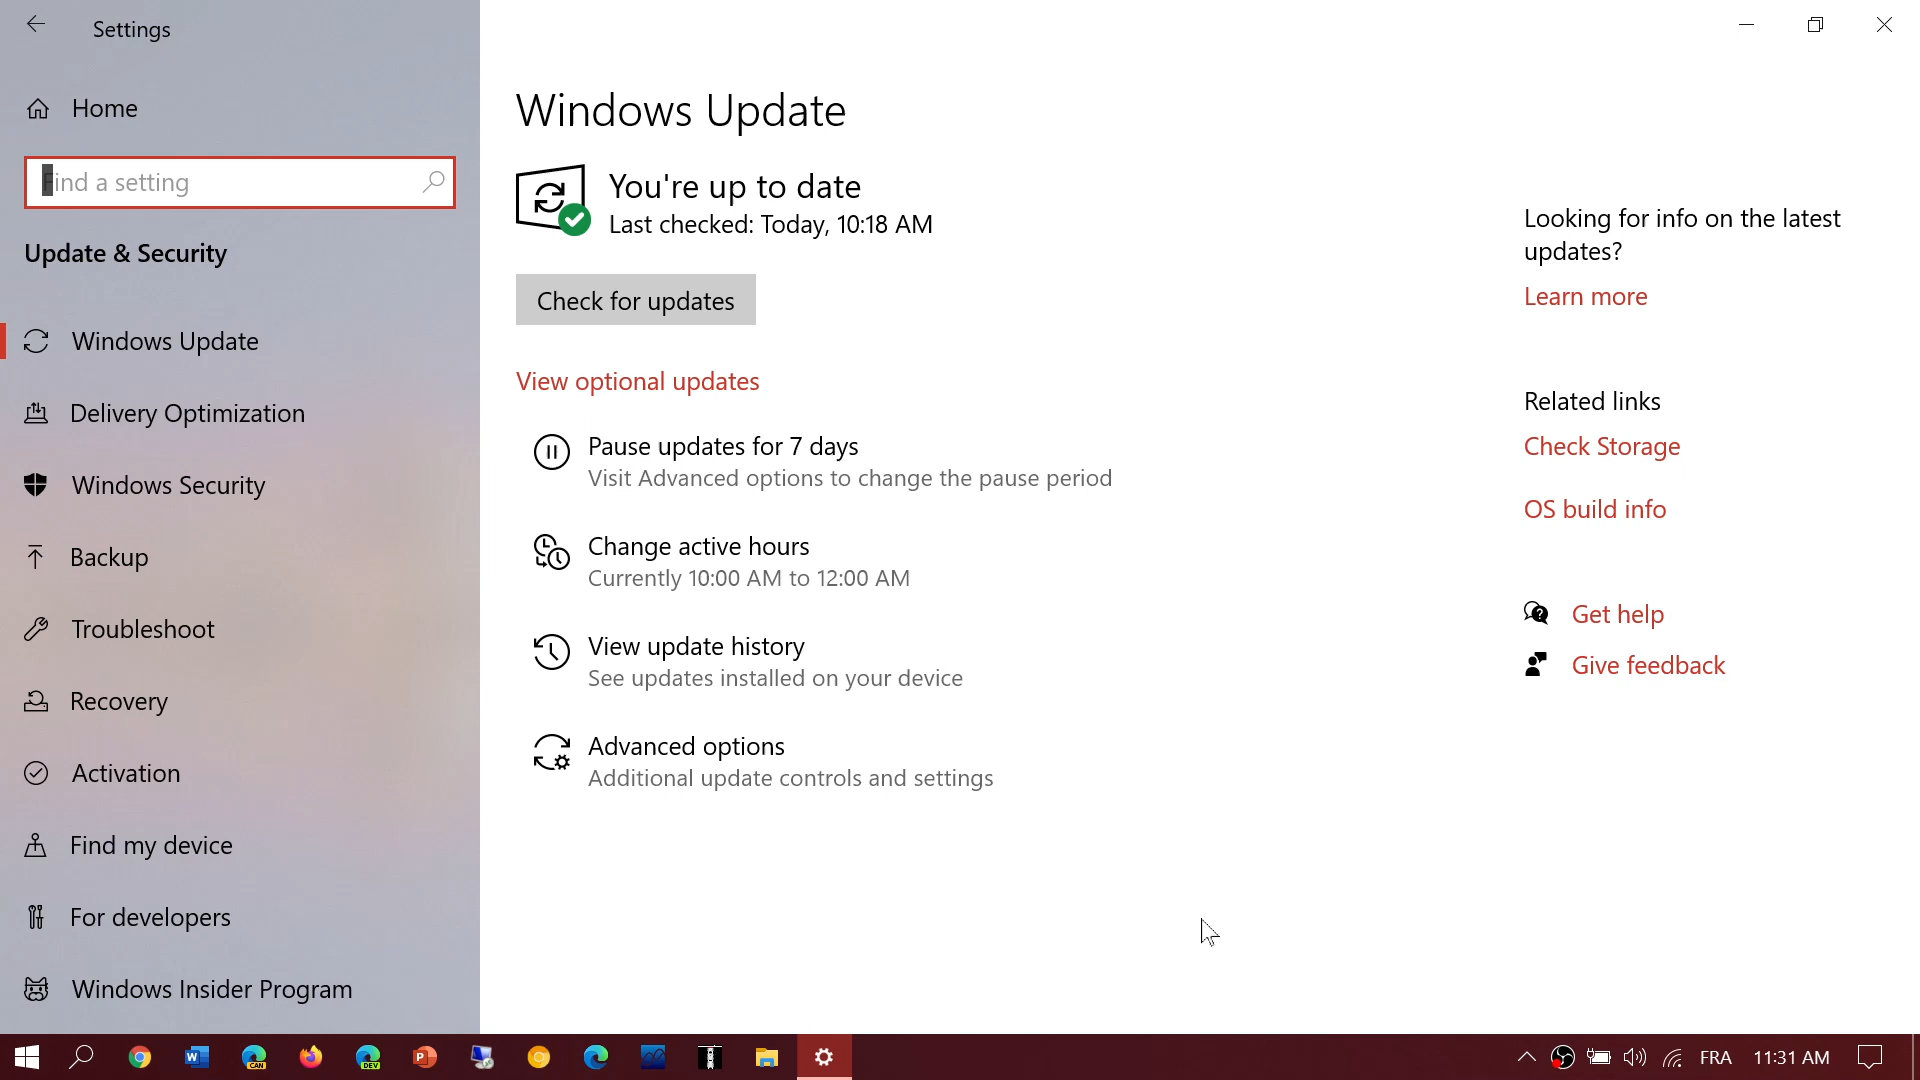 Settings
Home
Find a setting
Update & Security
Windows Update
Delivery Optimization
Windows Security
Backup
Troubleshoot
Recovery
Activation
Find my device
For developers
Windows Insider Program
Windows Update
You're up to date
Last checked: Today, 10:18 AM
Check for updates
View optional updates
Pause updates for 7 days
Visit Advanced options to change the pause period
Change active hours
Currently 10:00 AM to 12:00 AM
View update history
See updates installed on your device
Advanced options
Additional update controls and settings
Looking for info on the latest
updates?
Learn more
Related links
Check Storage
OS build info
Get help
Give feedback
W
CAN
DEV
P
FRA
11:31 AM